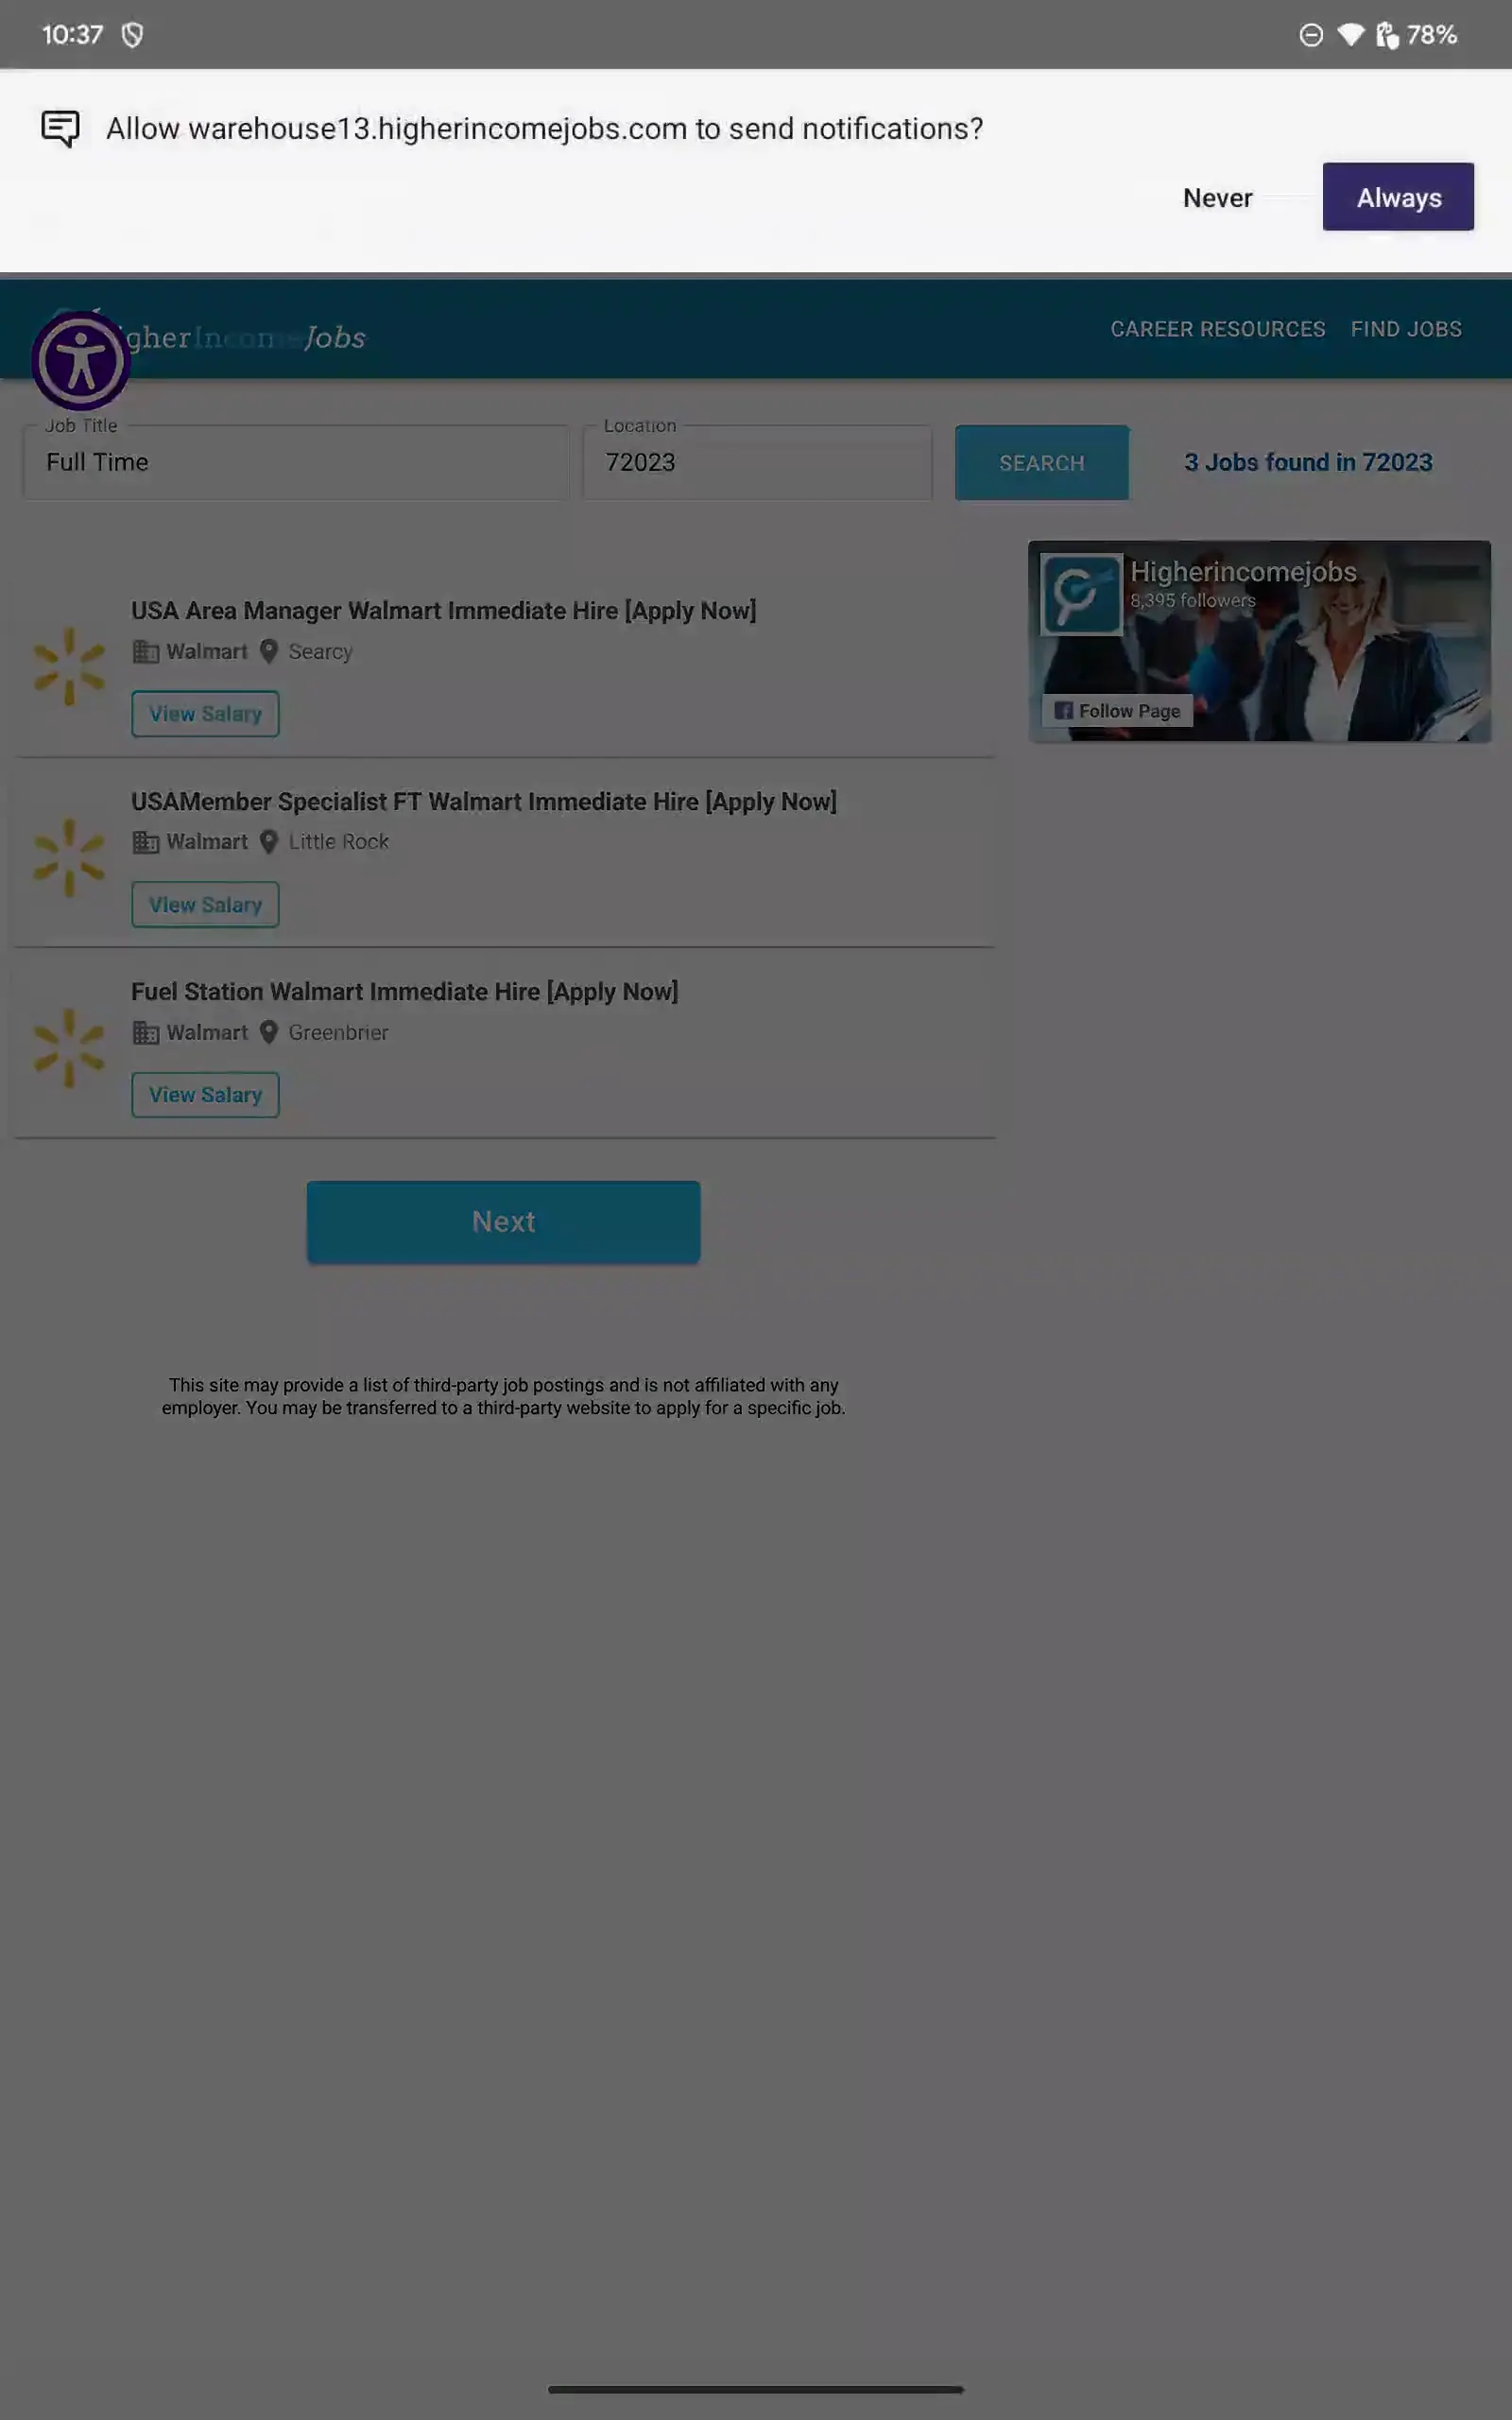 10:37
78%
Allow warehouse13.higherincomejobs.com to send notifications?
Never
Always
gherIncomeJobs
CAREER RESOURCES
FIND JOBS
Job Title
Full Time
Location
72023
SEARCH
3 Jobs found in 72023
Higherincomejobs
8,395 followers
Follow Page
USA Area Manager Walmart Immediate Hire [Apply Now]
Walmart Searcy
View Salary
USAMember Specialist FT Walmart Immediate Hire [Apply Now]
Walmart Little Rock
View Salary
Fuel Station Walmart Immediate Hire [Apply Now]
Walmart Greenbrier
View Salary
Next
This site may provide a list of third-party job postings and is not affiliated with any
employer. You may be transferred to a third-party website to apply for a specific job.